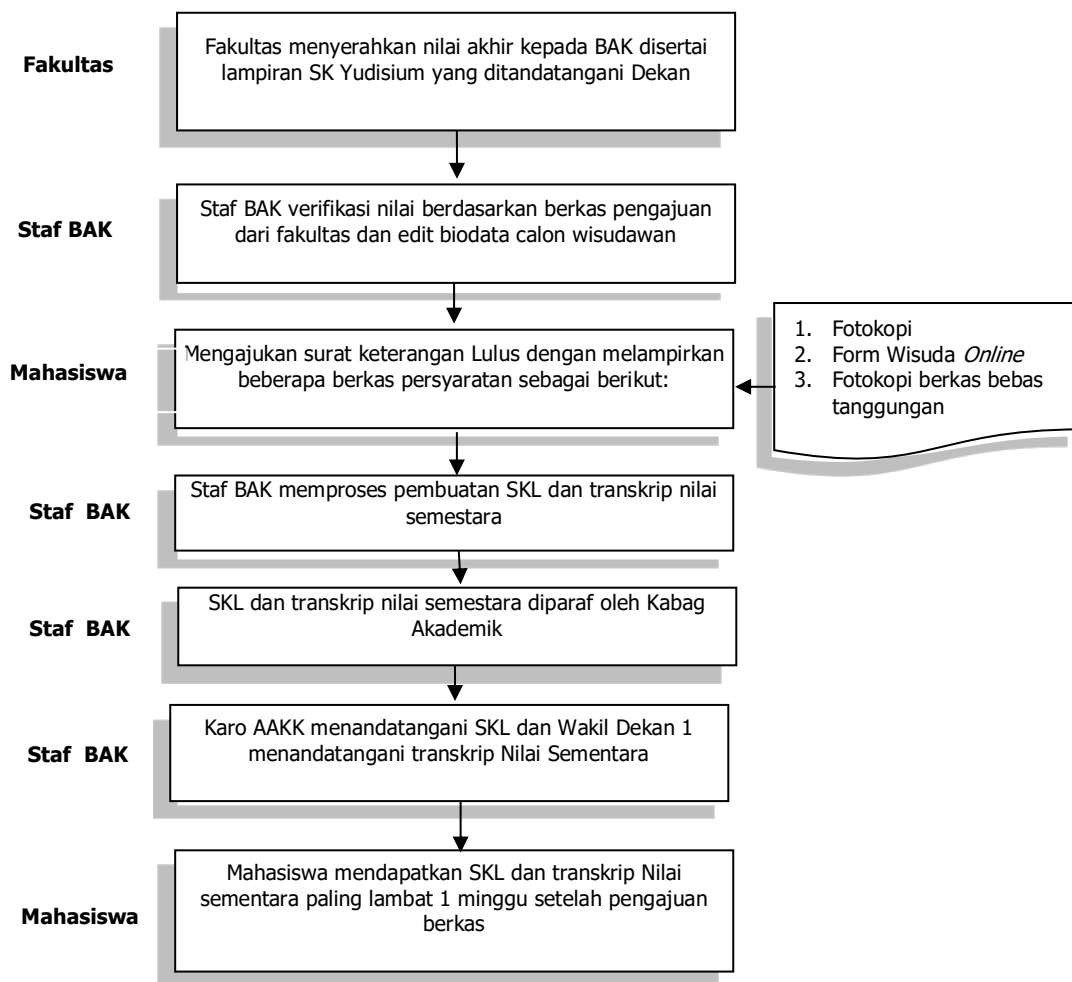 Fakultas
Fakultas menyerahkan nilai akhir kepada BAK disertai
lampiran SK Yudisium yang ditandatangani Dekan
Staf BAK
Staf BAK verifikasi nilai berdasarkan berkas pengajuan
dari fakultas dan edit biodata calon wisudawan
Mahasiswa
Mengajukan surat keterangan Lulus dengan melampirkan
beberapa berkas persyaratan sebagai berikut:
1. Fotokopi
2. Form Wisuda Online
3. Fotokopi berkas bebas
tanggungan
Staf BAK
Staf BAK memproses pembuatan SKL dan transkrip nilai
semestara
Staf BAK
SKL dan transkrip nilai semestara diparaf oleh Kabag
Akademik
Staf BAK
Karo AAKK menandatangani SKL dan Wakil Dekan 1
menandatangani transkrip Nilai Sementara
Mahasiswa
Mahasiswa mendapatkan SKL dan transkrip Nilai
sementara paling lambat 1 minggu setelah pengajuan
berkas